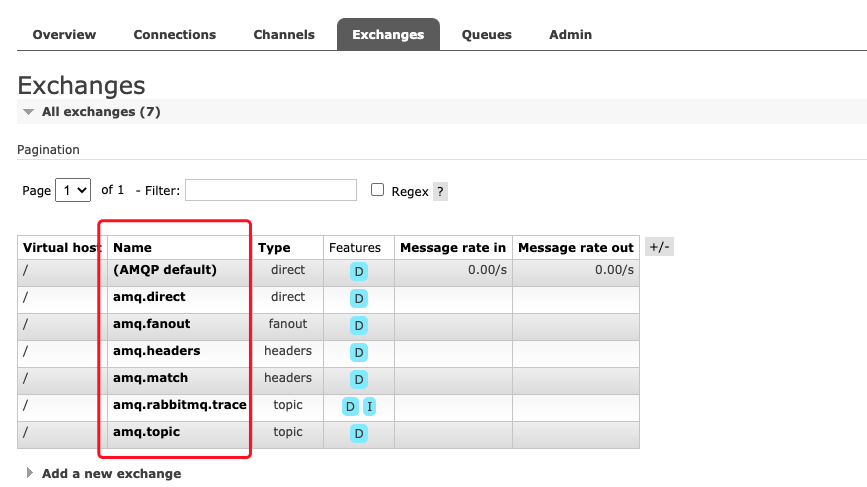 Overview Connections Channels Exchanges Queues Admin
Exchanges
All exchanges (7)
Pagination
Page 1 of 1 - Filter: Regex ?
Virtual host Name Type Features Message rate in Message rate out +/-
/ (AMQP default) direct D 0.00/s 0.00/s
/ amq.direct direct D
/ amq.fanout fanout D
/ amq.headers headers D
/ amq.match headers D
/ amq.rabbitmq.trace topic D I
/ amq.topic topic D
Add a new exchange